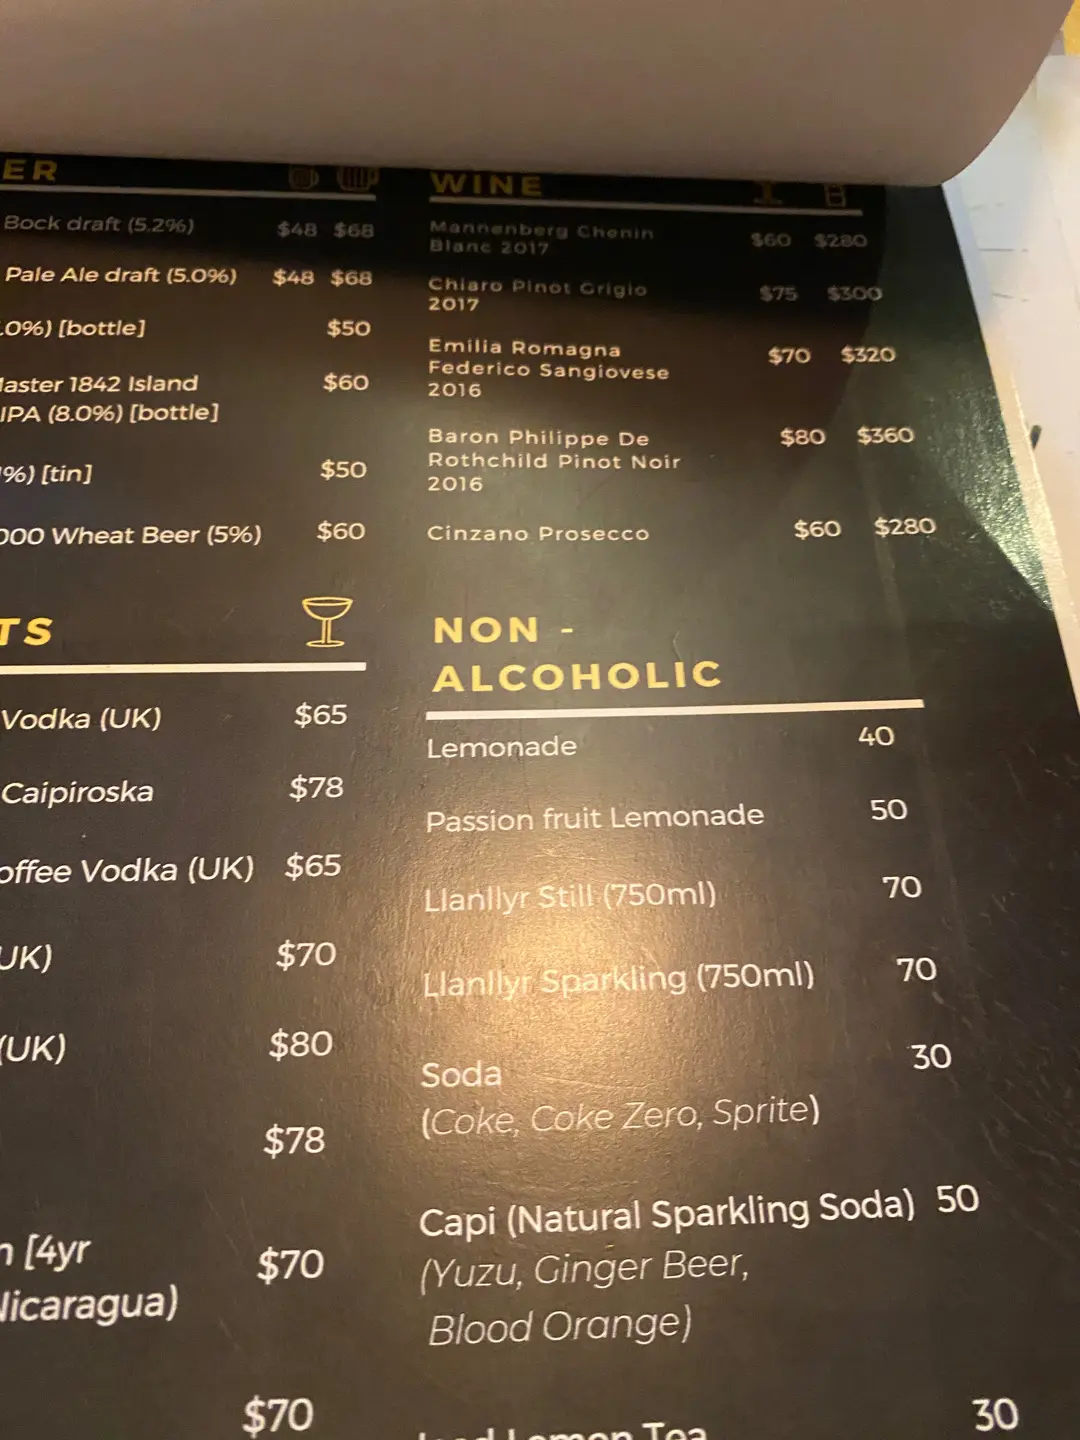 ER
Bock draft (5.2%) $48 $68
Pale Ale draft (5.0%) $48 $68
.0%) [bottle] $50
aster 1842 Island $60
IPA (8.0%) [bottle]
%) [tin] $50
000 Wheat Beer (5%) $60
TS
Vodka (UK) $65
Caipiroska $78
offee Vodka (UK) $65
UK) $70
(UK) $80
$78
n [4yr $70
Nicaragua)
$70
WINE
Mannenberg Chenin $60 $280
Blanc 2017
Chiaro Pinot Grigio $75 $300
2017
Emilia Romagna $70 $320
Federico Sangiovese
2016
Baron Philippe De $80 $360
Rothchild Pinot Noir
2016
Cinzano Prosecco $60 $280
NON -
ALCOHOLIC
Lemonade 40
Passion fruit Lemonade 50
Llanllyr Still (750ml) 70
Llanllyr Sparkling (750ml) 70
Soda 30
(Coke, Coke Zero, Sprite)
Capi (Natural Sparkling Soda) 50
(Yuzu, Ginger Beer,
Blood Orange)
Iced Lemon Tea 30